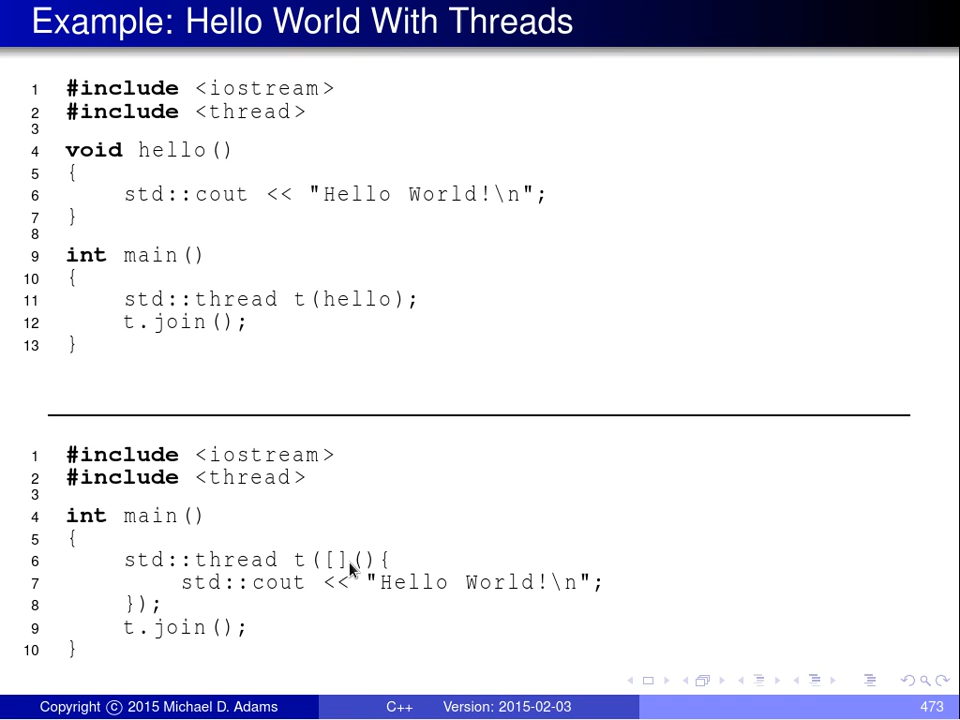 Example: Hello World With Threads
1 #include <iostream>
2 #include <thread>
3
4 void hello()
5 {
6 std::cout << "Hello World!\n";
7 }
8
9 int main()
10 {
11 std::thread t(hello);
12 t.join();
13 }
1 #include <iostream>
2 #include <thread>
3
4 int main()
5 {
6 std::thread t([](){
7 std::cout << "Hello World!\n";
8 });
9 t.join();
10 }
Copyright © 2015 Michael D. Adams C++ Version: 2015-02-03 473